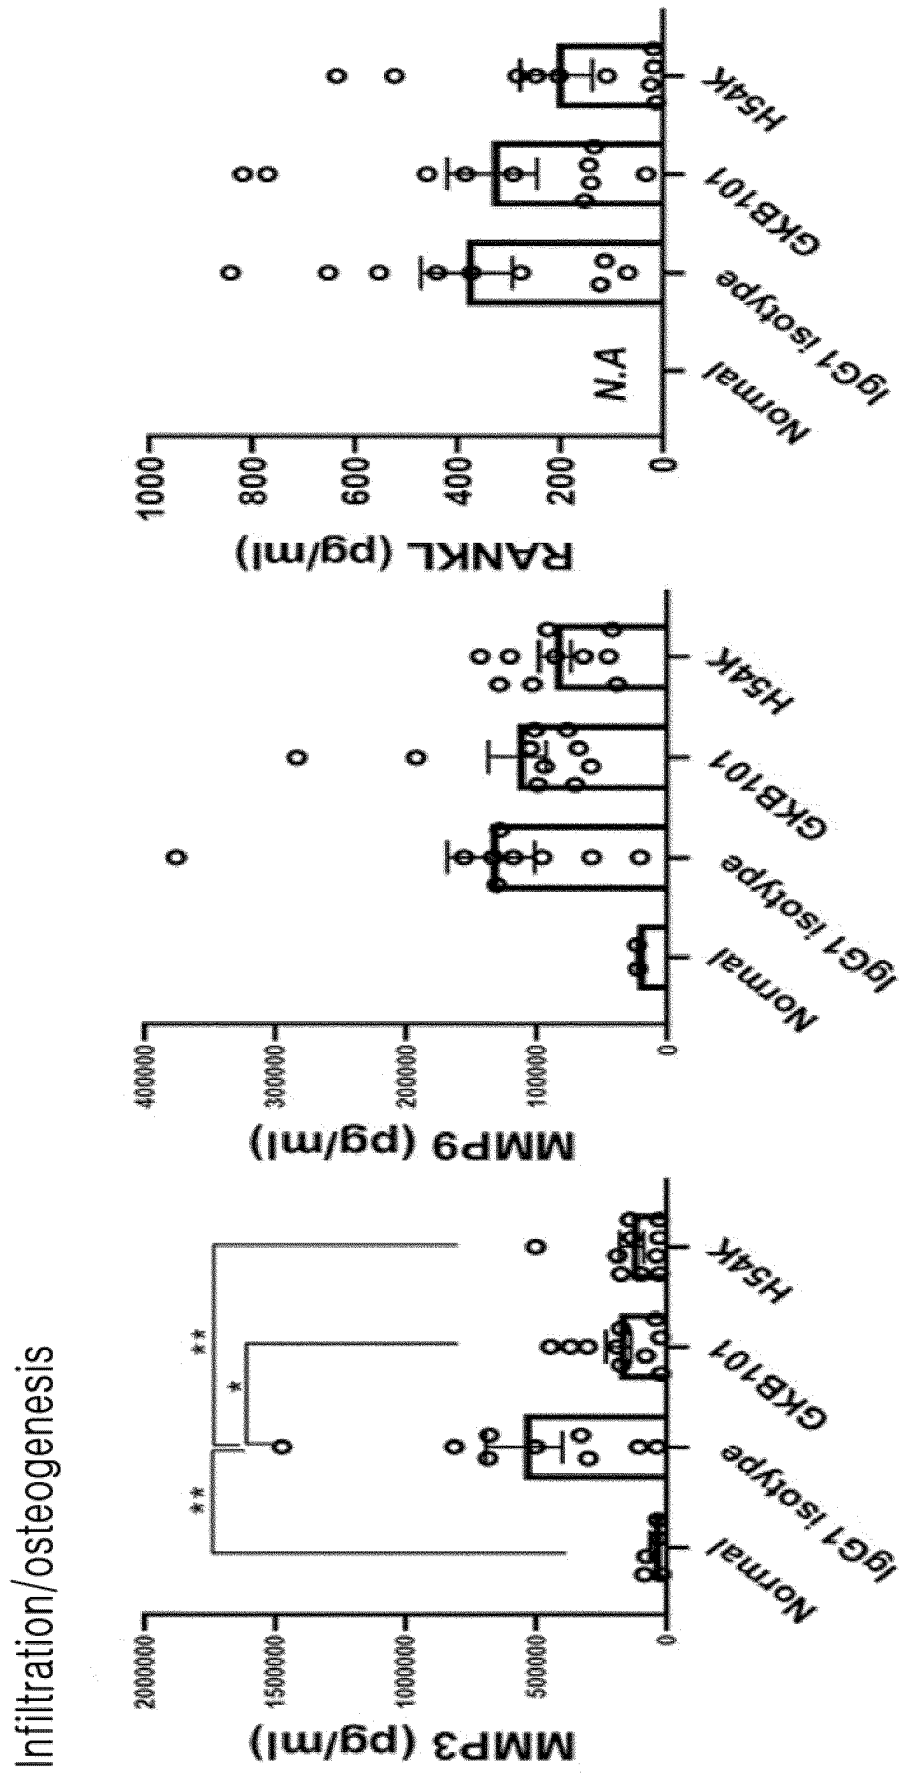 Infiltration/osteogenesis
MMP3 (pg/ml)
2000000
1500000
1000000
500000
0
**
*
**
Normal
IgG1 isotype
GKB101
H54K
MMP9 (pg/ml)
400000
300000
200000
100000
0
Normal
IgG1 isotype
GKB101
H54K
RANKL (pg/ml)
1000
800
600
400
200
0
N.A
Normal
IgG1 isotype
GKB101
H54K